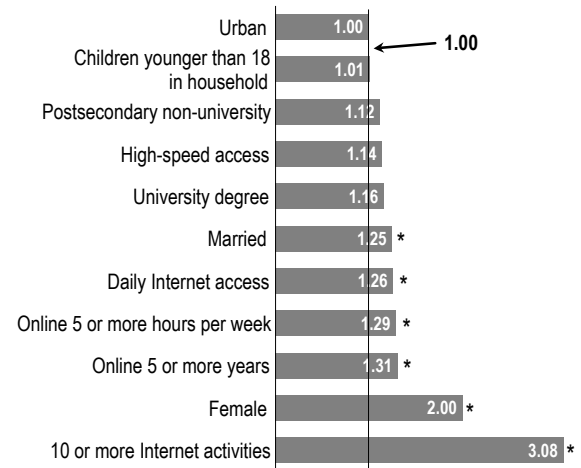 Urban 1.00
1.00
Children younger than 18
in household 1.01
Postsecondary non-university 1.12
High-speed access 1.14
University degree 1.16
Married 1.25 *
Daily Internet access 1.26 *
Online 5 or more hours per week 1.29 *
Online 5 or more years 1.31 *
Female 2.00 *
10 or more Internet activities 3.08 *